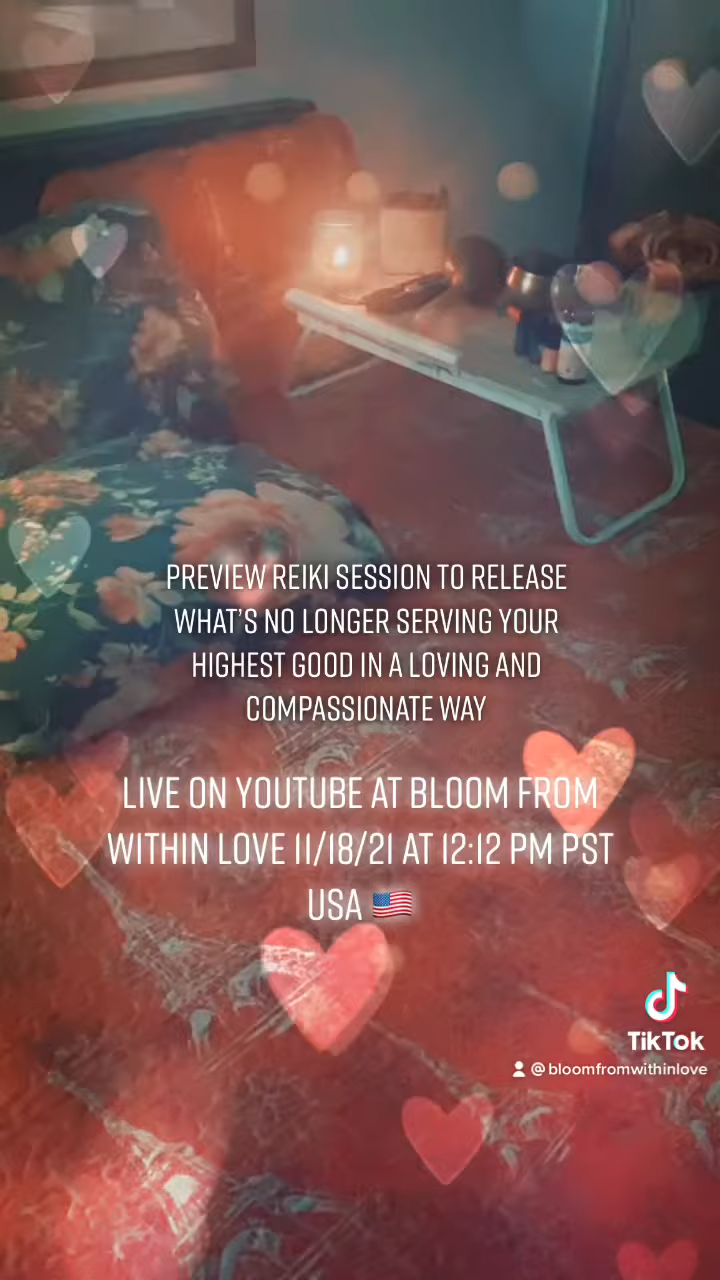 PREVIEW REIKI SESSION TO RELEASE
WHAT'S NO LONGER SERVING YOUR
HIGHEST GOOD IN A LOVING AND
COMPASSIONATE WAY
LIVE ON YOUTUBE AT BLOOM FROM
WITHIN LOVE 11/18/21 AT 12:12 PM PST
USA 🇺🇸
TikTok
@bloomfromwithinlove